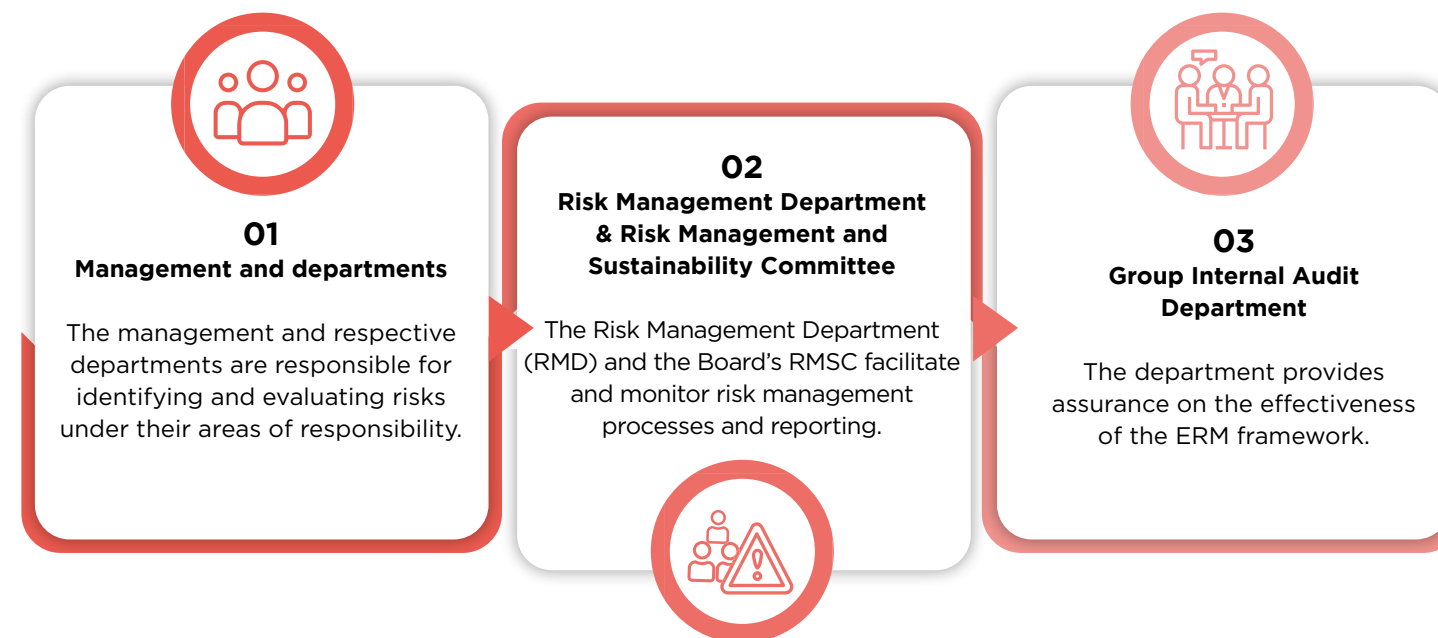 01
Management and departments
The management and respective
departments are responsible for
identifying and evaluating risks
under their areas of responsibility.
02
Risk Management Department
& Risk Management and
Sustainability Committee
The Risk Management Department
(RMD) and the Board’s RMSC facilitate
and monitor risk management
processes and reporting.
03
Group Internal Audit
Department
The department provides
assurance on the effectiveness
of the ERM framework.